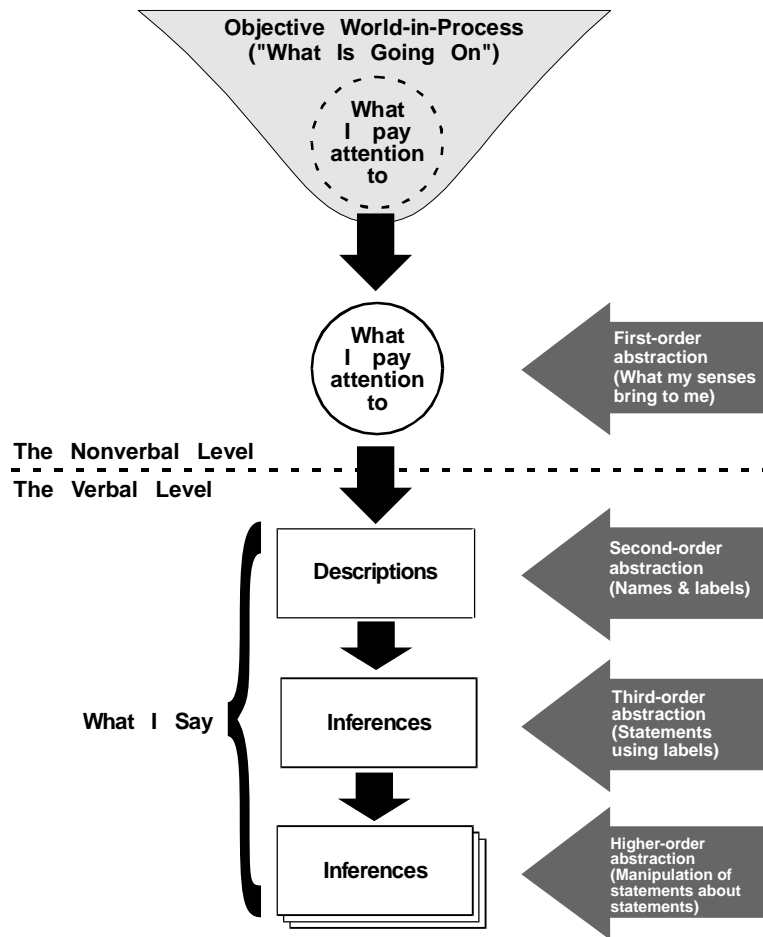 Objective World-in-Process
("What Is Going On")
What
I pay
attention
to
What
I pay
attention
to
First-order
abstraction
(What my senses
bring to me)
The Nonverbal Level
The Verbal Level
Descriptions
Second-order
abstraction
(Names & labels)
What I Say
Inferences
Third-order
abstraction
(Statements
using labels)
Inferences
Higher-order
abstraction
(Manipulation of
statements about
statements)